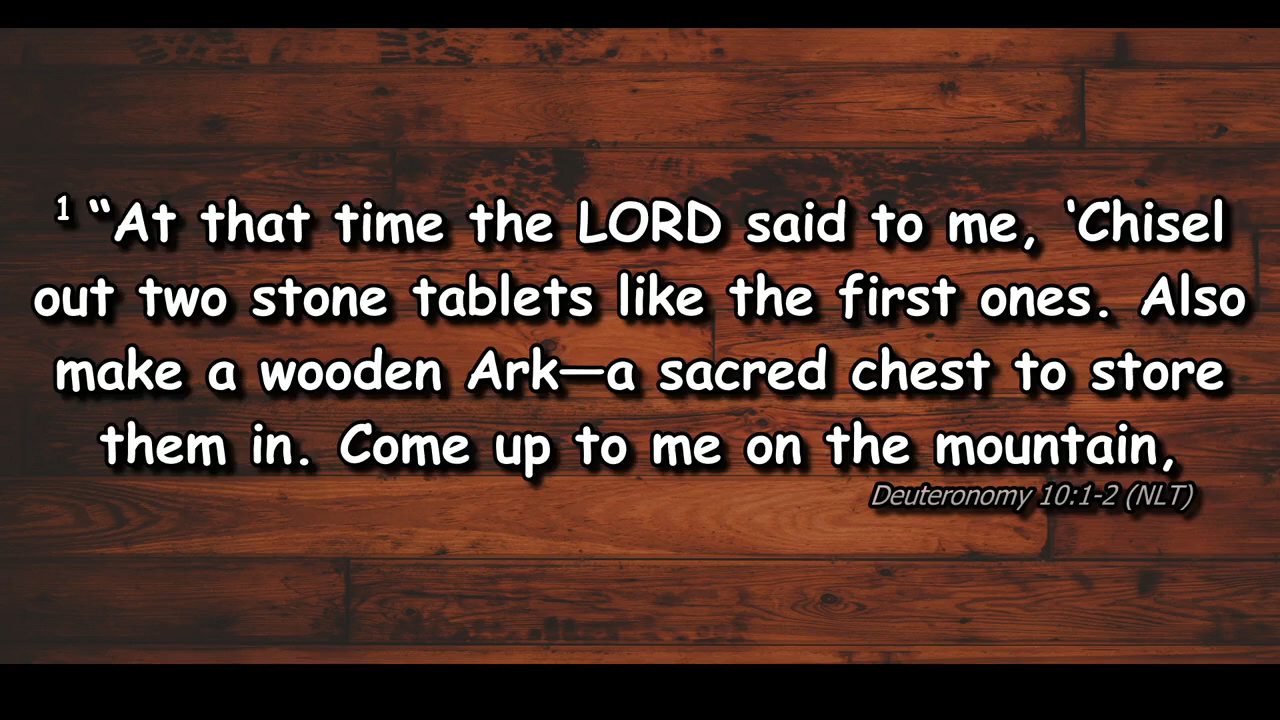 1 “At that time the LORD said to me, ‘Chisel
out two stone tablets like the first ones. Also
make a wooden Ark—a sacred chest to store
them in. Come up to me on the mountain,
Deuteronomy 10:1-2 (NLT)